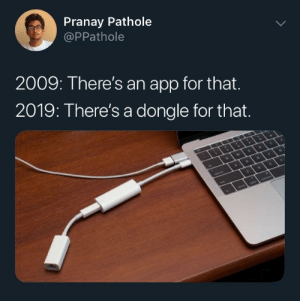 Pranay Pathole
@PPathole
2009: There's an app for that.
2019: There's a dongle for that.